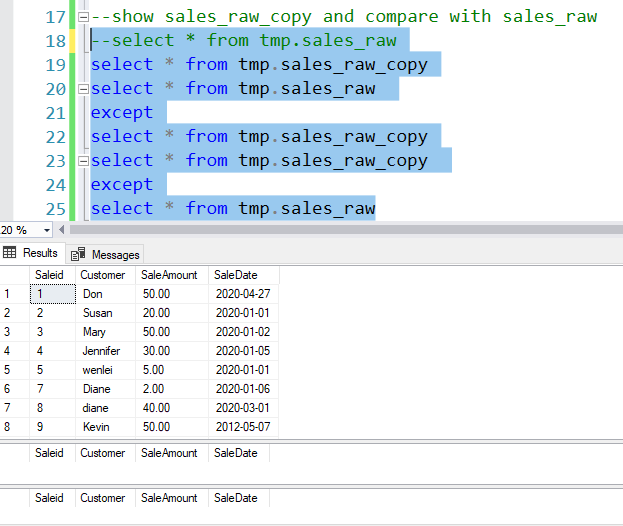 17 --show sales_raw_copy and compare with sales_raw
18 --select * from tmp.sales_raw
19 select * from tmp.sales_raw_copy
20 select * from tmp.sales_raw
21 except
22 select * from tmp.sales_raw_copy
23 select * from tmp.sales_raw_copy
24 except
25 select * from tmp.sales_raw
20 %
Results Messages
Saleid Customer SaleAmount SaleDate
1 1 Don 50.00 2020-04-27
2 2 Susan 20.00 2020-01-01
3 3 Mary 50.00 2020-01-02
4 4 Jennifer 30.00 2020-01-05
5 5 wenlei 5.00 2020-01-01
6 7 Diane 2.00 2020-01-06
7 8 diane 40.00 2020-03-01
8 9 Kevin 50.00 2012-05-07
Saleid Customer SaleAmount SaleDate
Saleid Customer SaleAmount SaleDate